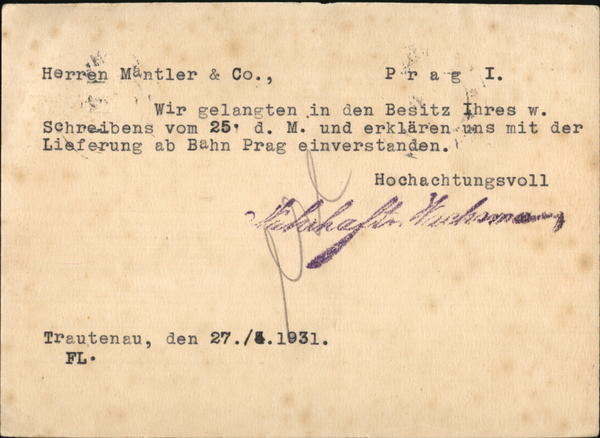 Herren Mantler & Co., Prag I.
Wir gelangten in den Besitz Ihres w.
Schreibens vom 25. d. M. und erklären uns mit der
Lieferung ab Bahn Prag einverstanden.
Hochachtungsvoll
Trautenau, den 27./4.1931.
FL.